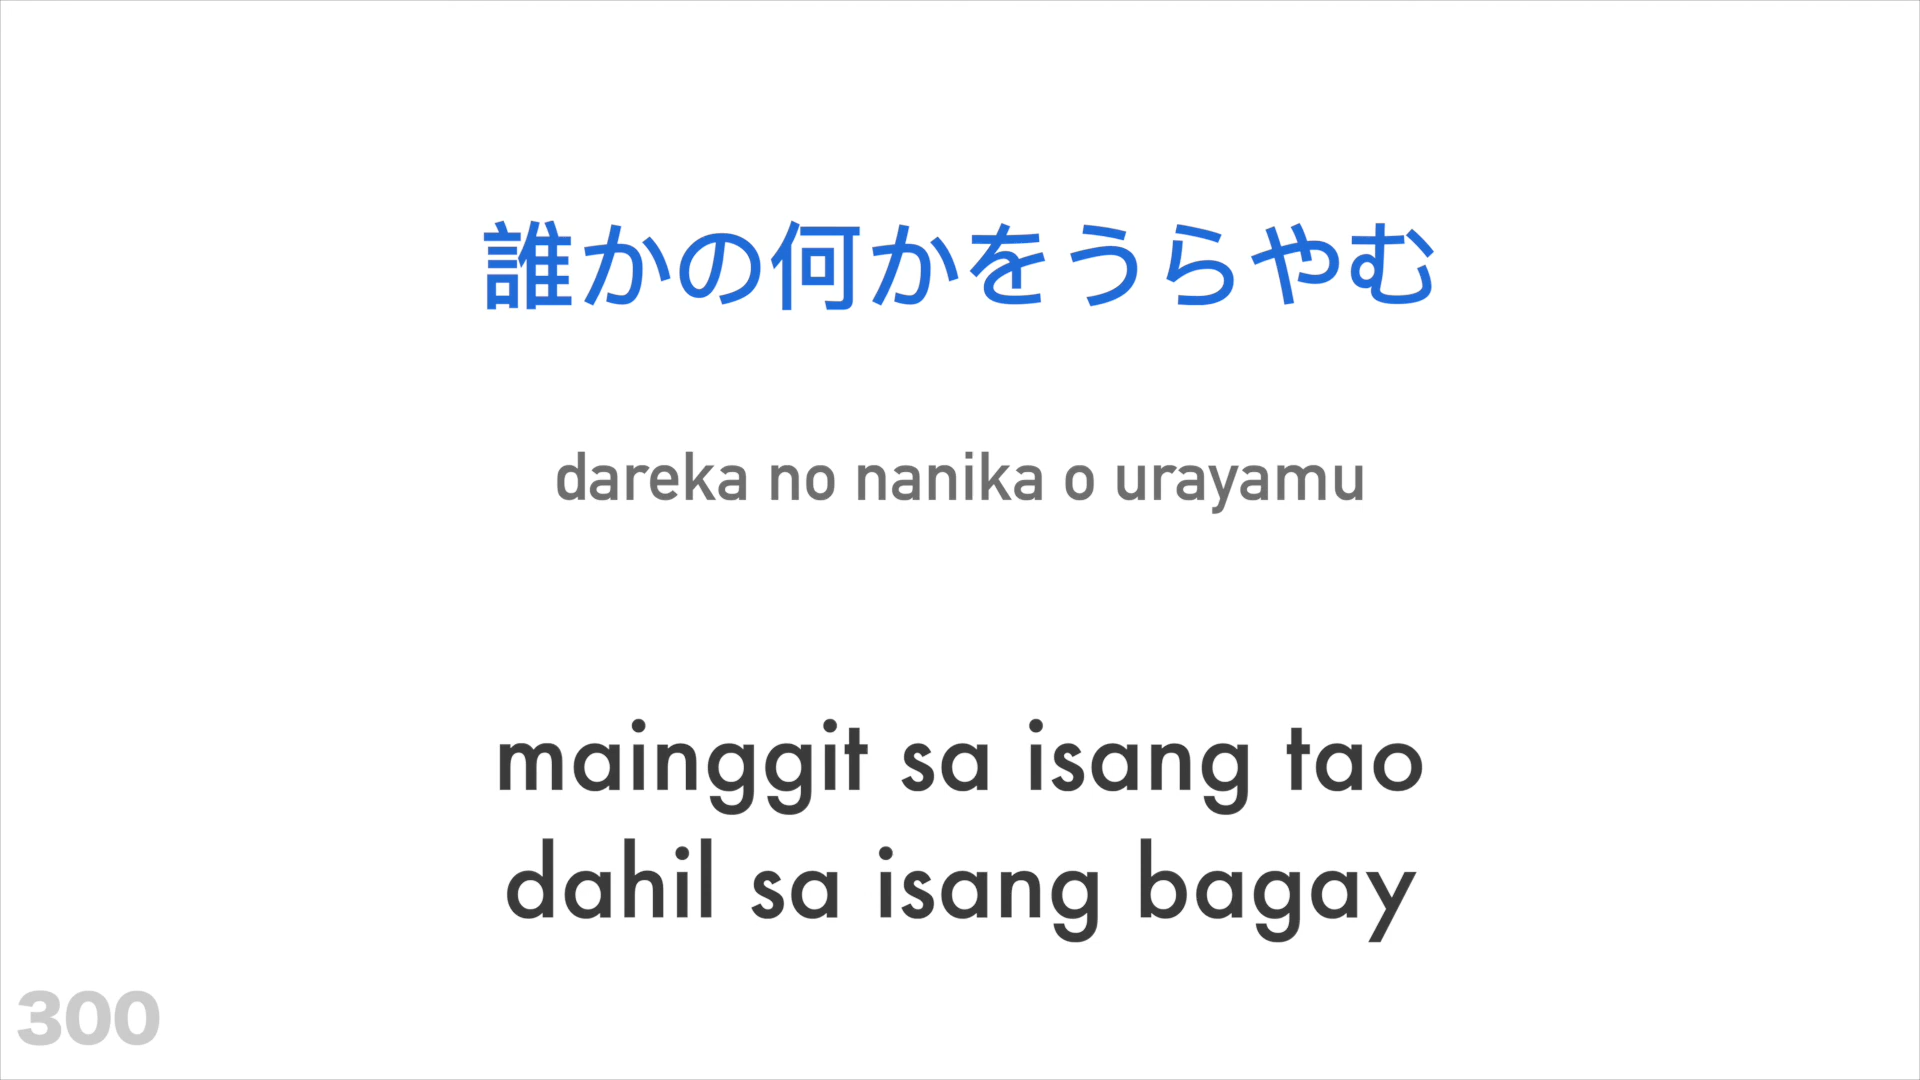 誰かの何かをうらやむ
dareka no nanika o urayamu
mainggit sa isang tao
dahil sa isang bagay
300